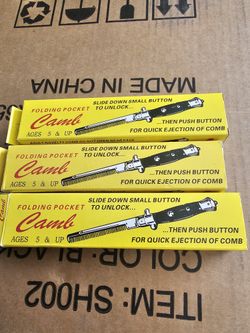 MADE IN CHINA
FOLDING POCKET
Camb
AGES 5 & UP
SLIDE DOWN SMALL BUTTON
TO UNLOCK...
...THEN PUSH BUTTON
FOR QUICK EJECTION OF COMB
FOLDING POCKET
Camb
AGES 5 & UP
SLIDE DOWN SMALL BUTTON
TO UNLOCK...
...THEN PUSH BUTTON
FOR QUICK EJECTION OF COMB
FOLDING POCKET
Camb
AGES 5 & UP
SLIDE DOWN SMALL BUTTON
TO UNLOCK...
...THEN PUSH BUTTON
FOR QUICK EJECTION OF COMB
COLOR: BLACK
ITEM: SH002